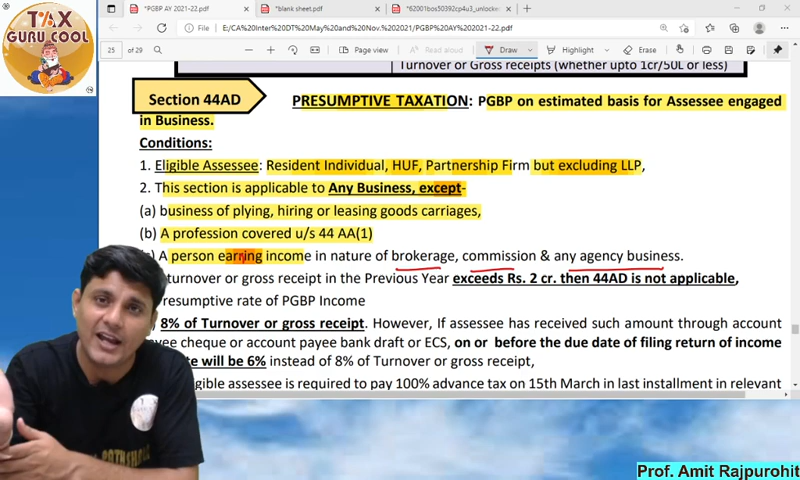 TAX
GURU COOL
*PGBP AY 2021-22.pdf
*blank sheet.pdf
*62001bos50392cp4u3_unlocked
File
E:/CA%20Inter%20DT%20May%20and%20Nov.%202021/PGBP%20AY%202021-22.pdf
25 of 29
Page view
Read aloud
Draw
Highlight
Erase
Turnover or Gross receipts (whether upto 1cr/50L or less)
Section 44AD
PRESUMPTIVE TAXATION: PGBP on estimated basis for Assessee engaged
in Business.
Conditions:
1. Eligible Assessee: Resident Individual, HUF, Partnership Firm but excluding LLP,
2. This section is applicable to Any Business, except-
(a) business of plying, hiring or leasing goods carriages,
(b) A profession covered u/s 44 AA(1)
A person earring income in nature of brokerage, commission & any agency business.
turnover or gross receipt in the Previous Year exceeds Rs. 2 cr. then 44AD is not applicable,
resumptive rate of PGBP Income
8% of Turnover or gross receipt. However, If assessee has received such amount through account
ayee cheque or account payee bank draft or ECS, on or before the due date of filing return of income
te will be 6% instead of 8% of Turnover or gross receipt,
ligible assessee is required to pay 100% advance tax on 15th March in last installment in relevant
Prof. Amit Rajpurohit